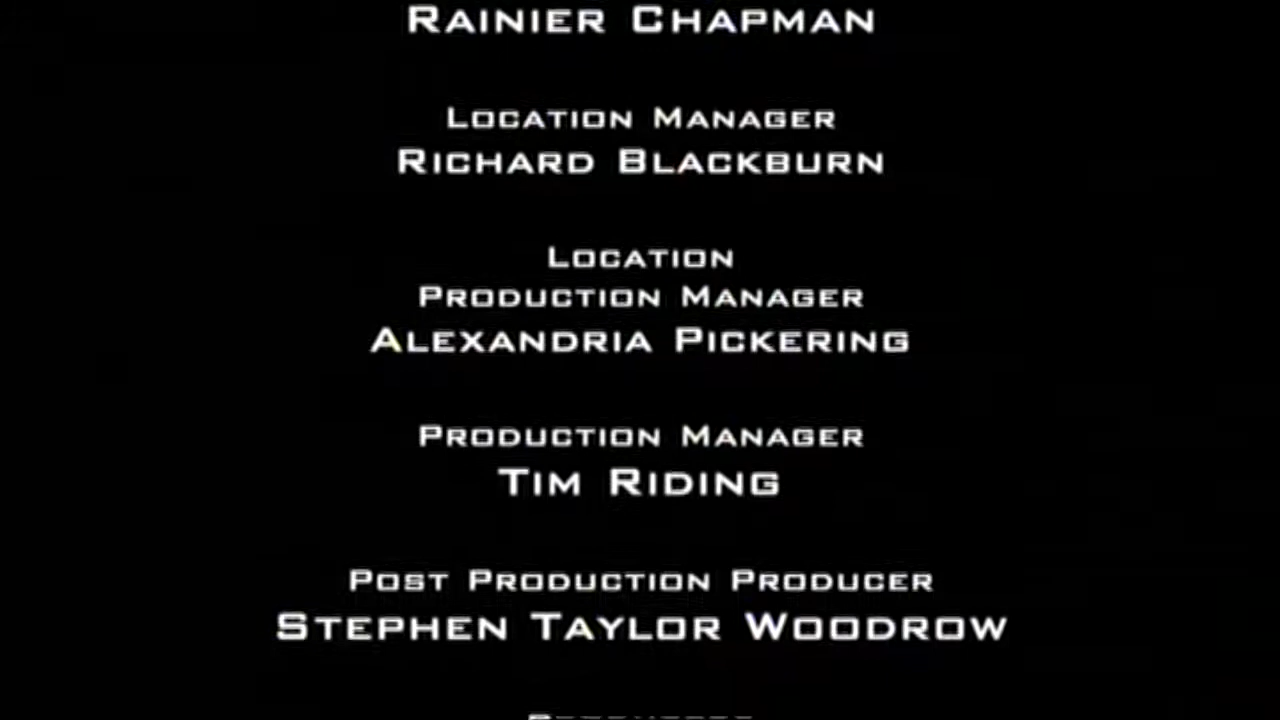 RAINIER CHAPMAN
LOCATION MANAGER
RICHARD BLACKBURN
LOCATION
PRODUCTION MANAGER
ALEXANDRIA PICKERING
PRODUCTION MANAGER
TIM RIDING
POST PRODUCTION PRODUCER
STEPHEN TAYLOR WOODROW